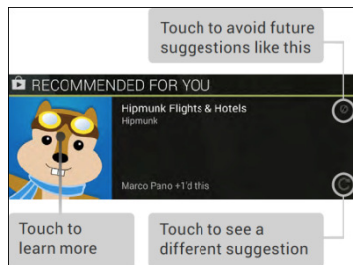 Touch to avoid future
suggestions like this
RECOMMENDED FOR YOU
Hipmunk Flights & Hotels
Hipmunk
Marco Pano +1'd this
Touch to
learn more
Touch to see a
different suggestion